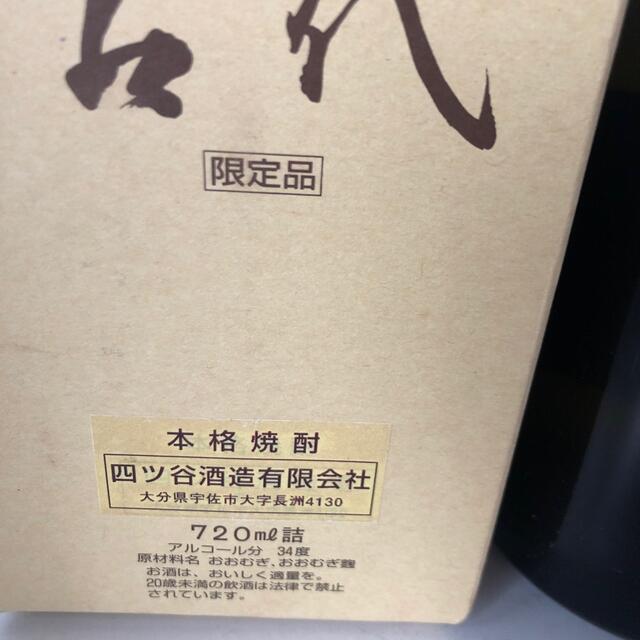 古代
限定品
本格焼酎
四ツ谷酒造有限会社
大分県宇佐市大字長洲4130
720ml詰
アルコール分 34度
原材料名 おおむぎ、おおむぎ麹
お酒は、おいしく適量を。
20歳未満の飲酒は法律で禁止
されています。